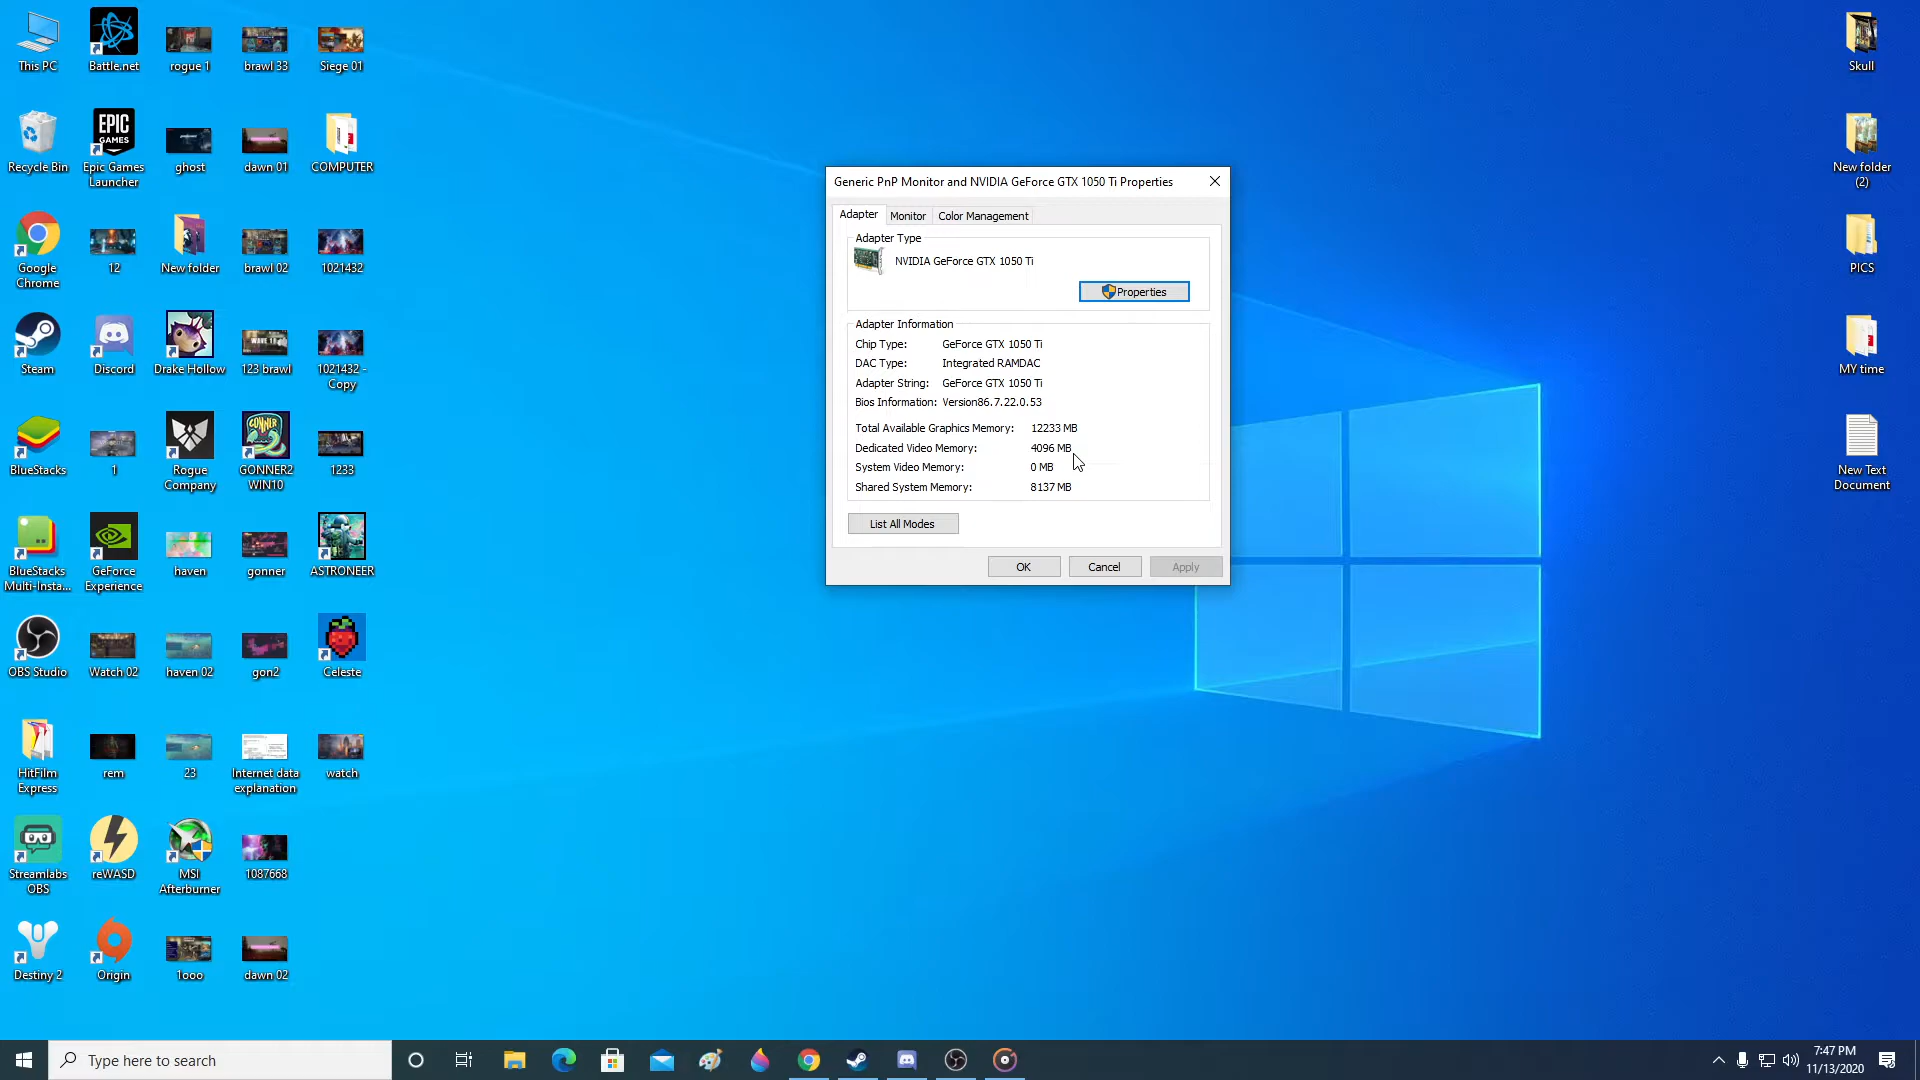 This PC
Battle.net
rogue 1
brawl 33
Siege 01
Recycle Bin
EPIC
GAMES
Epic Games
Launcher
ghost
dawn 01
COMPUTER
Google
Chrome
12
New folder
brawl 02
1021432
Steam
Discord
Drake Hollow
WAVE 1
123 brawl
1021432 -
Copy
BlueStacks
1
Rogue
Company
GONNER2
WIN10
1233
BlueStacks
Multi-Insta...
GeForce
Experience
haven
gonner
ASTRONEER
OBS Studio
Watch 02
haven 02
gon2
Celeste
HitFilm
Express
rem
23
Internet data
explanation
watch
Streamlabs
OBS
reWASD
MSI
Afterburner
1087668
Destiny 2
Origin
1ooo
dawn 02
Generic PnP Monitor and NVIDIA GeForce GTX 1050 Ti Properties
Adapter
Monitor
Color Management
Adapter Type
NVIDIA GeForce GTX 1050 Ti
Properties
Adapter Information
Chip Type: GeForce GTX 1050 Ti
DAC Type: Integrated RAMDAC
Adapter String: GeForce GTX 1050 Ti
Bios Information: Version86.7.22.0.53
Total Available Graphics Memory: 12233 MB
Dedicated Video Memory: 4096 MB
System Video Memory: 0 MB
Shared System Memory: 8137 MB
List All Modes
OK
Cancel
Apply
Skull
New folder
(2)
PICS
MY time
New Text
Document
Type here to search
7:47 PM
11/13/2020